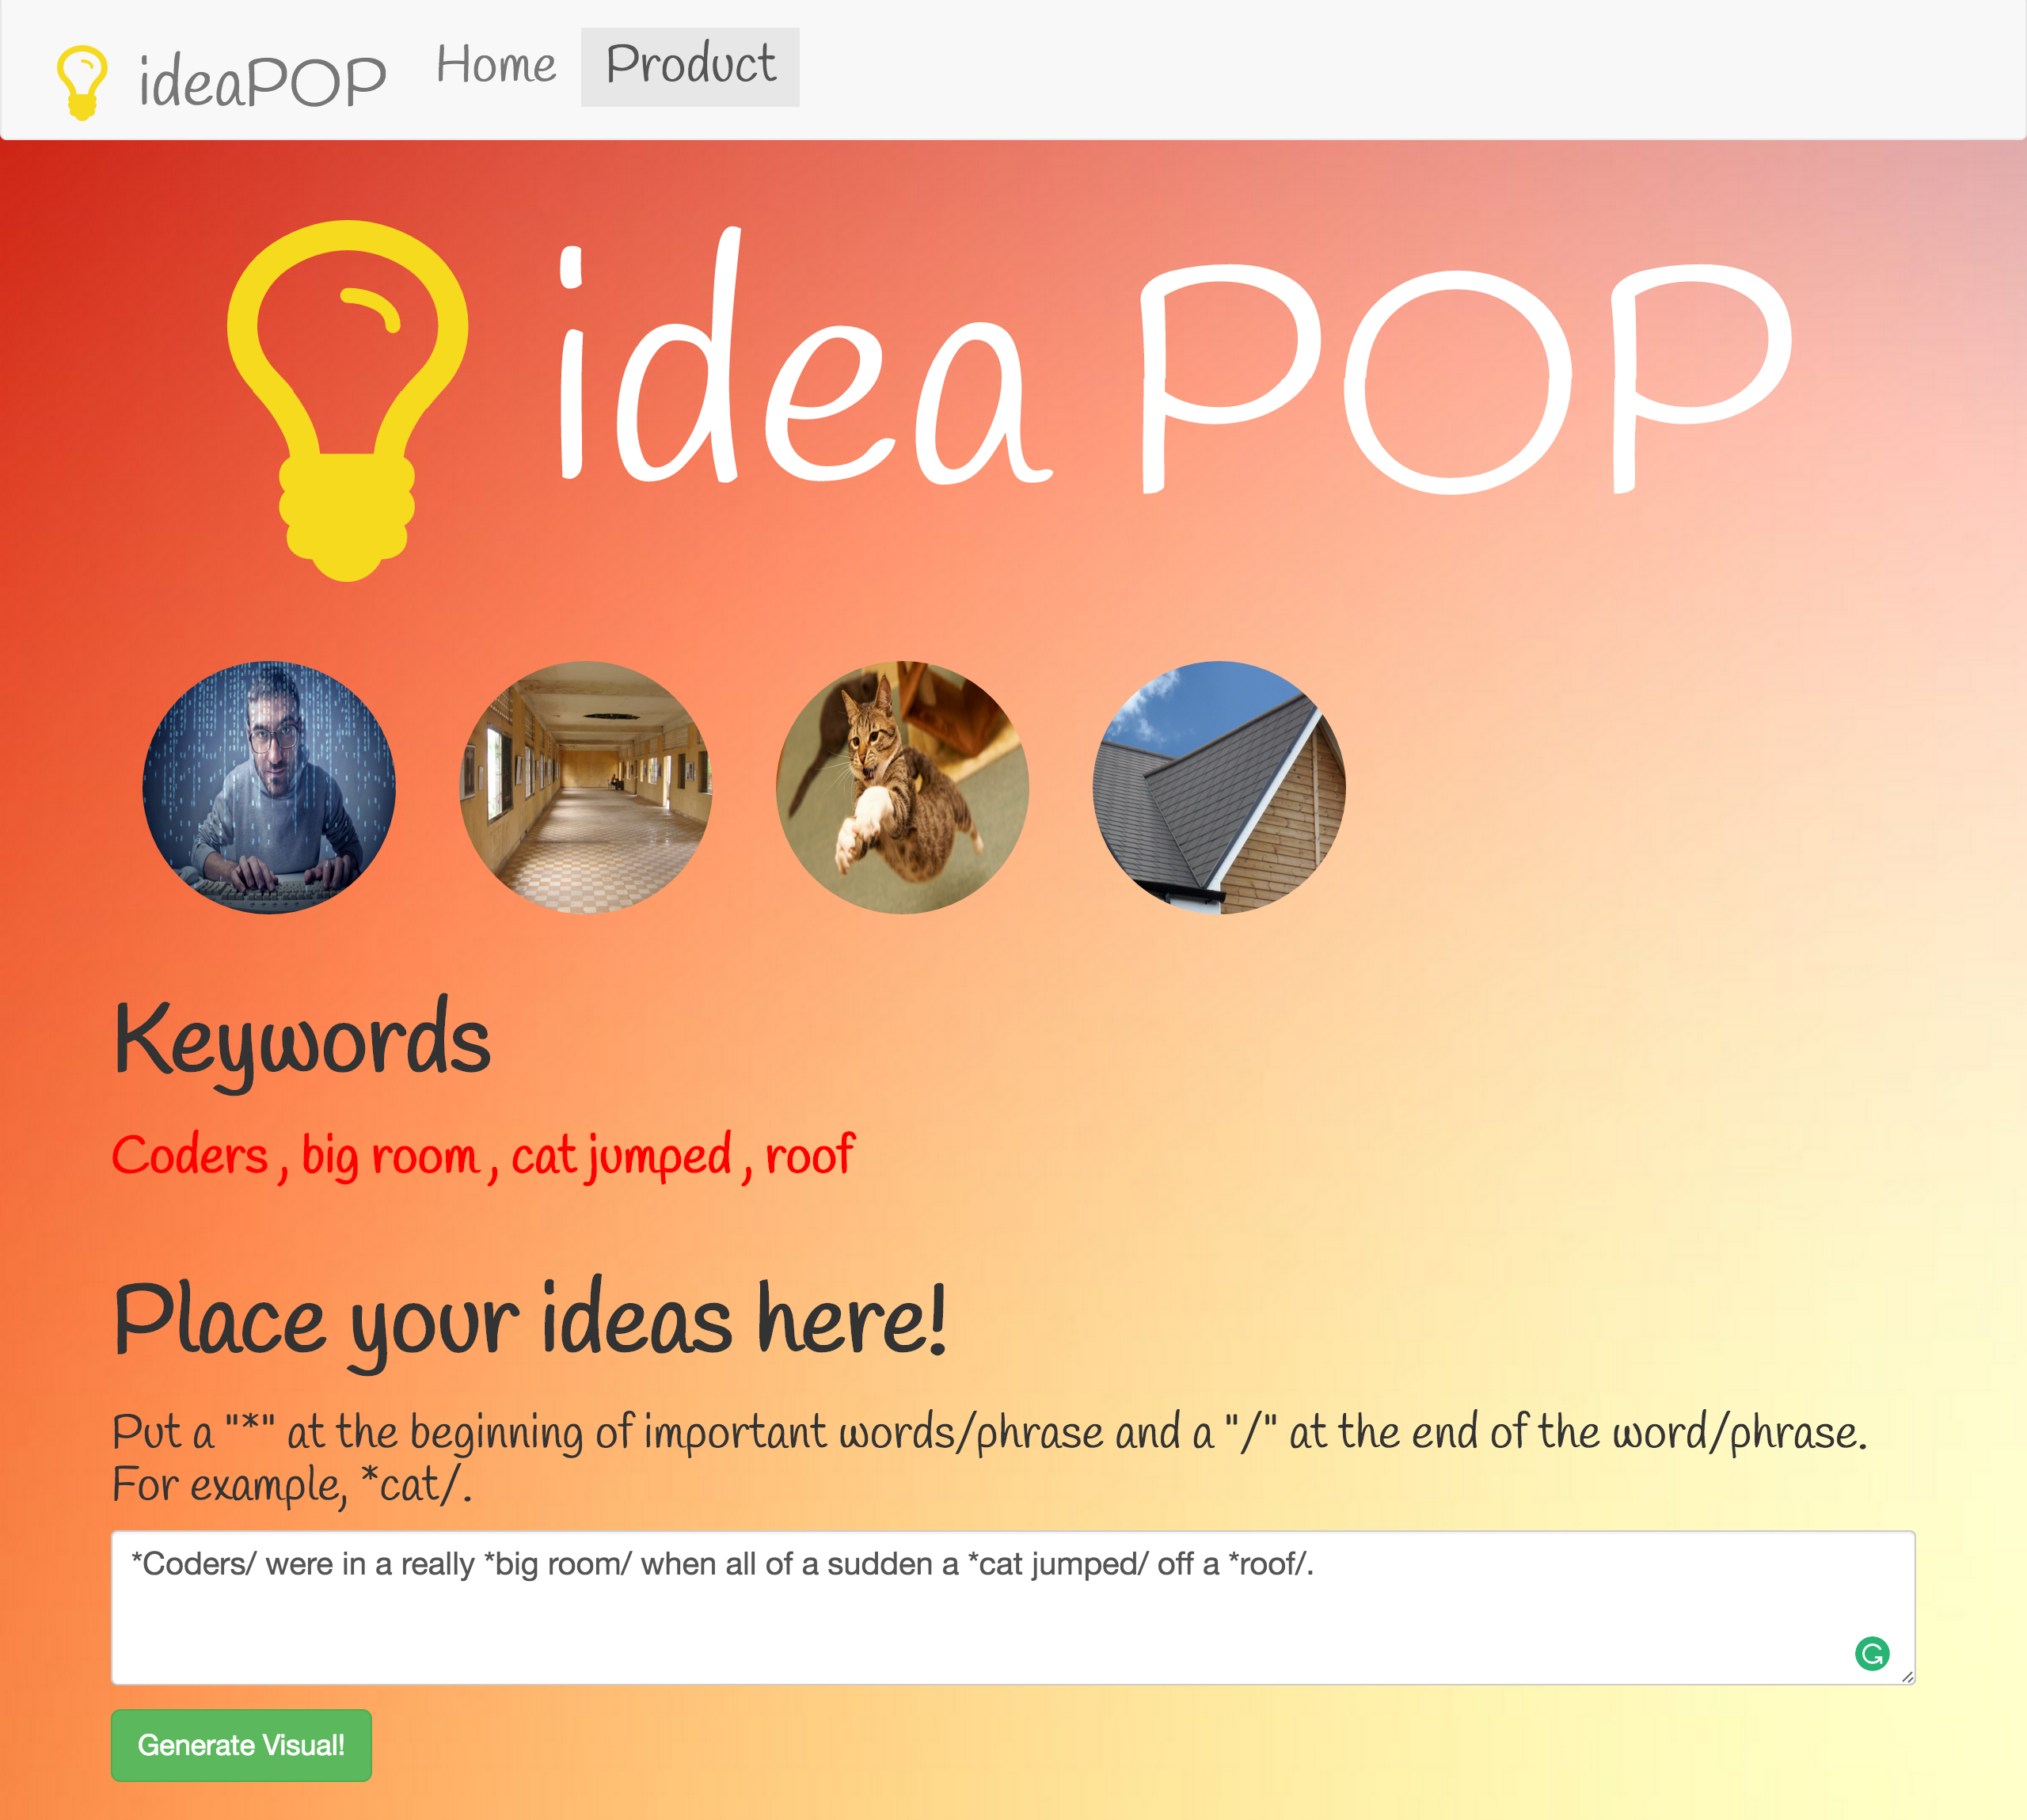 ideaPOP Home Product
idea POP
Keywords
Coders , big room , cat jumped , roof
Place your ideas here!
Put a "*" at the beginning of important words/phrase and a "/" at the end of the word/phrase.
For example, *cat/.
*Coders/ were in a really *big room/ when all of a sudden a *cat jumped/ off a *roof/.
Generate Visual!